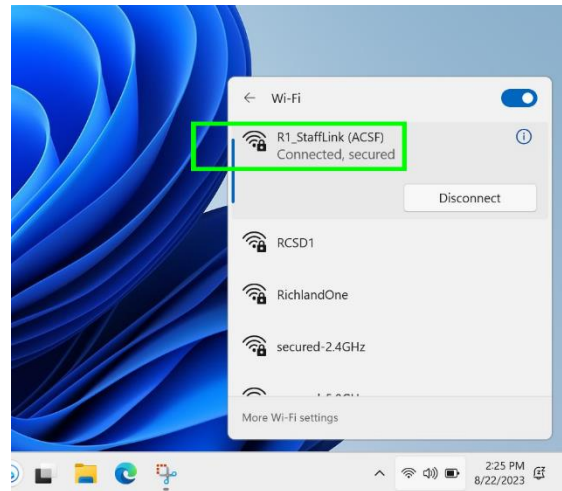 Wi-Fi
R1_StaffLink (ACSF)
Connected, secured
Disconnect
RCSD1
RichlandOne
secured-2.4GHz
More Wi-Fi settings
2:25 PM
8/22/2023